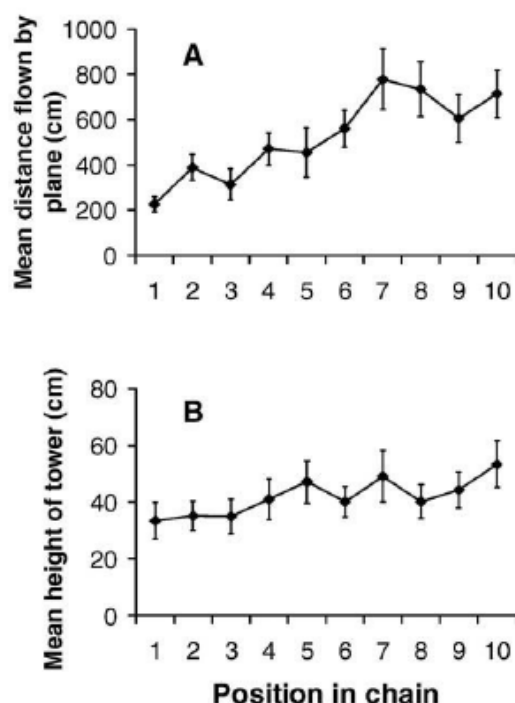 A
Mean distance flown by
plane (cm)
1000
800
600
400
200
0
1 2 3 4 5 6 7 8 9 10
B
Mean height of tower (cm)
80
60
40
20
0
1 2 3 4 5 6 7 8 9 10
Position in chain